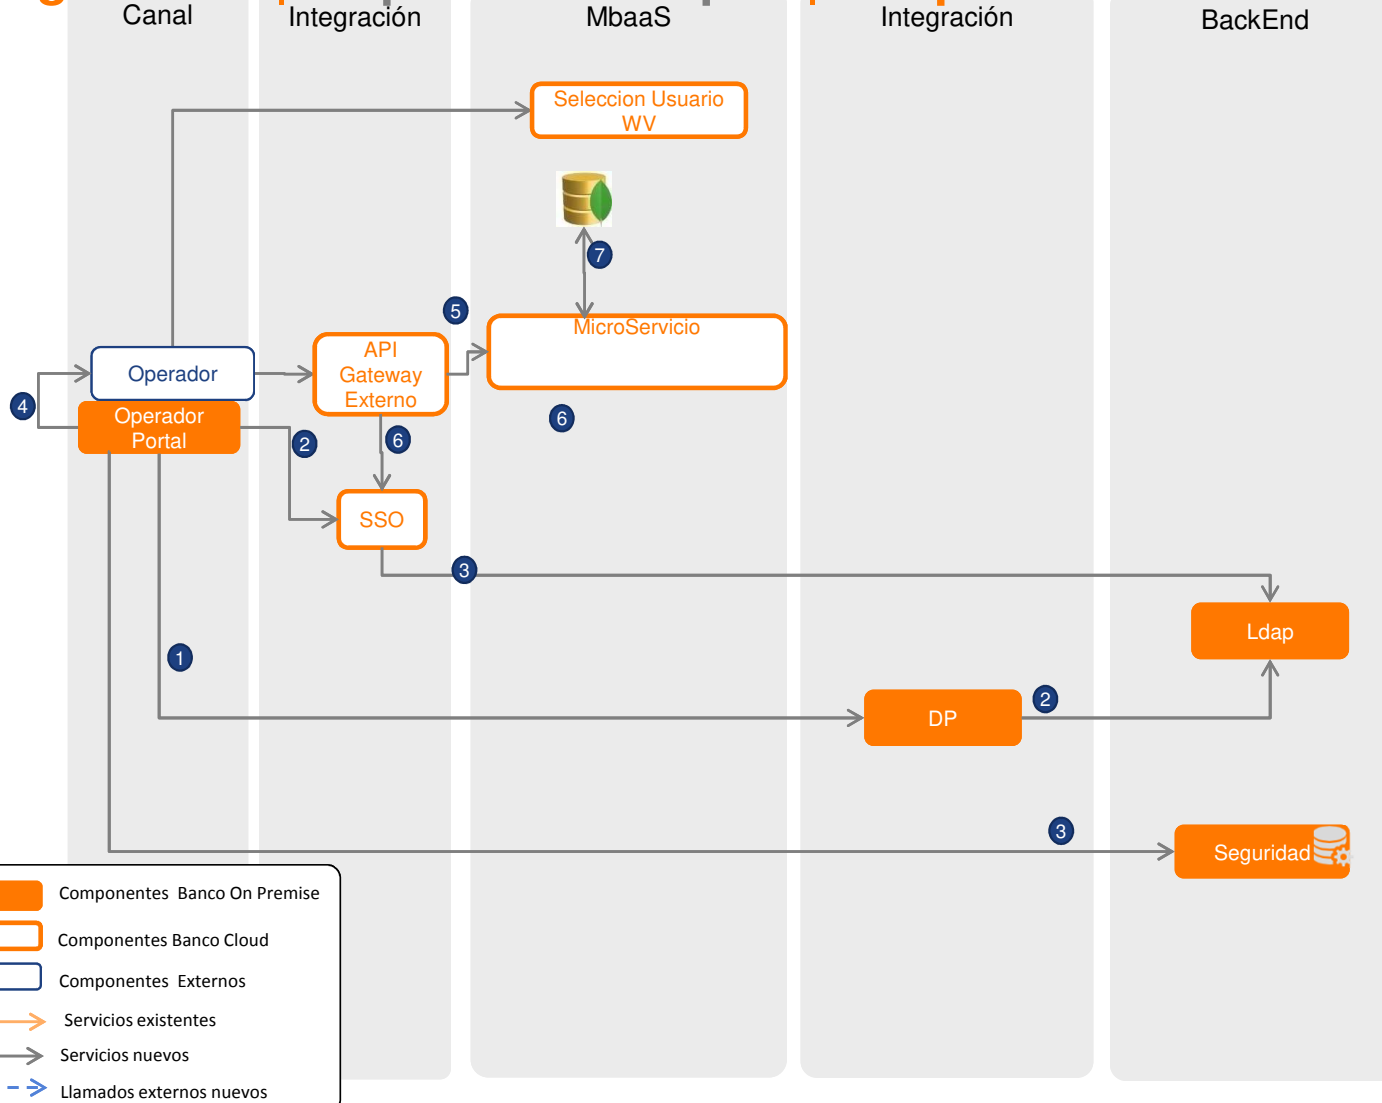 Canal
Integración
MbaaS
Integración
BackEnd
Seleccion Usuario
WV
7
5
MicroServicio
API
Gateway
Externo
Operador
4
Operador
Portal
2
6
6
SSO
3
Ldap
1
2
DP
3
Seguridad
Componentes Banco On Premise
Componentes Banco Cloud
Componentes Externos
Servicios existentes
Servicios nuevos
Llamados externos nuevos